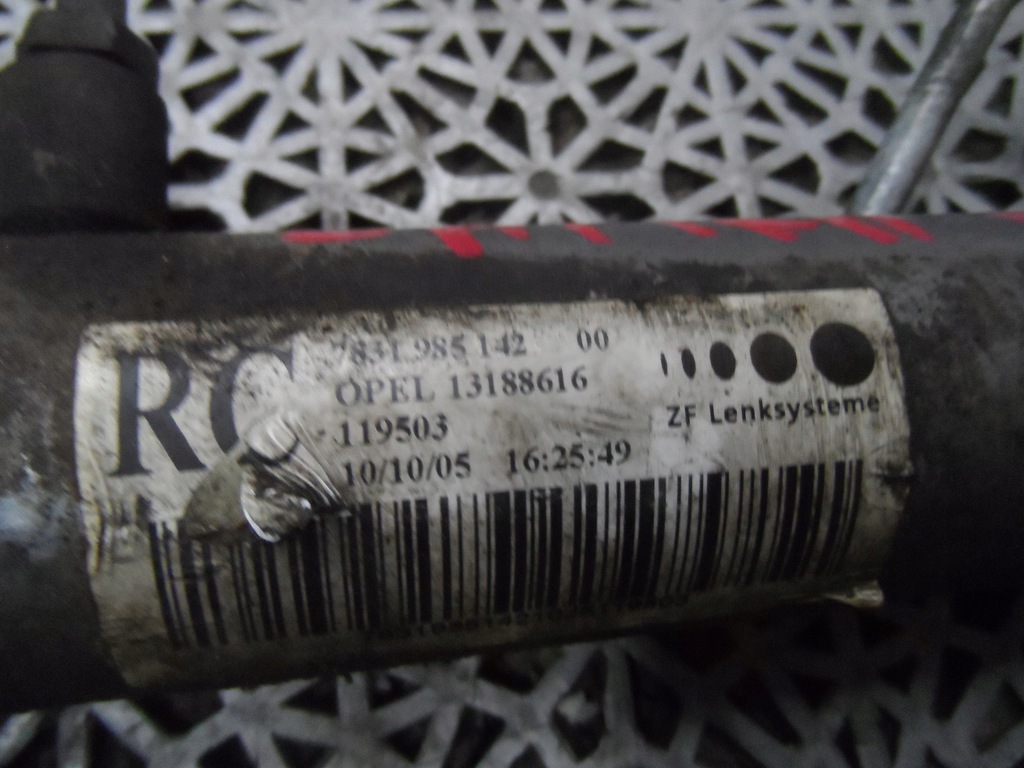 RC
7831 985 142 00
OPEL 13188616
119503
10/10/05 16:25:49
ZF Lenksysteme